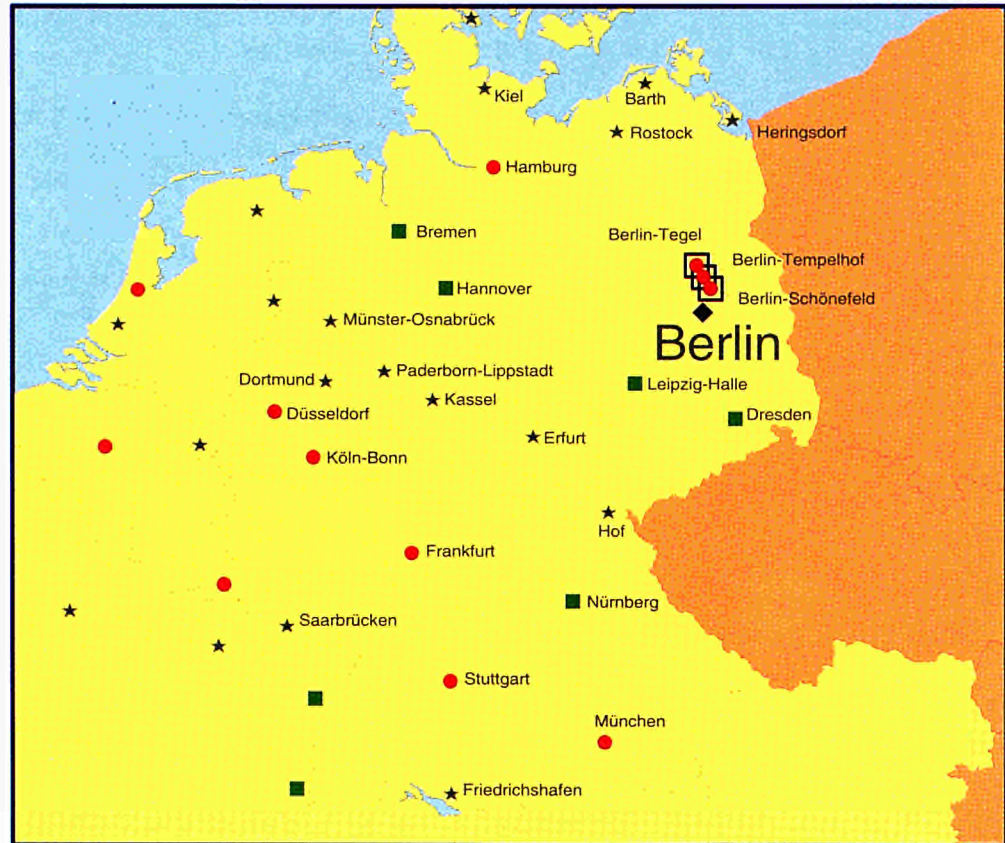 Kiel
Barth
Rostock
Heringsdorf
Hamburg
Bremen
Berlin-Tegel
Berlin-Tempelhof
Hannover
Berlin-Schönefeld
Münster-Osnabrück
Berlin
Paderborn-Lippstadt
Dortmund
Leipzig-Halle
Kassel
Düsseldorf
Dresden
Erfurt
Köln-Bonn
Hof
Frankfurt
Nürnberg
Saarbrücken
Stuttgart
München
Friedrichshafen